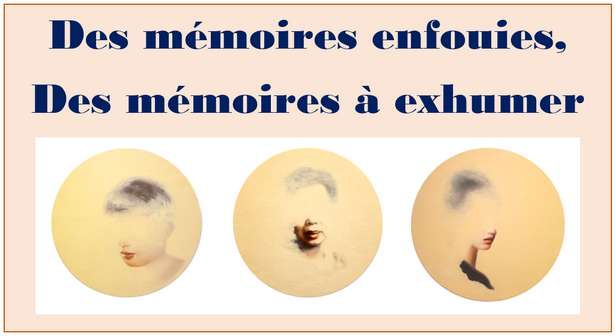 Des mémoires enfouies,
Des mémoires à exhumer